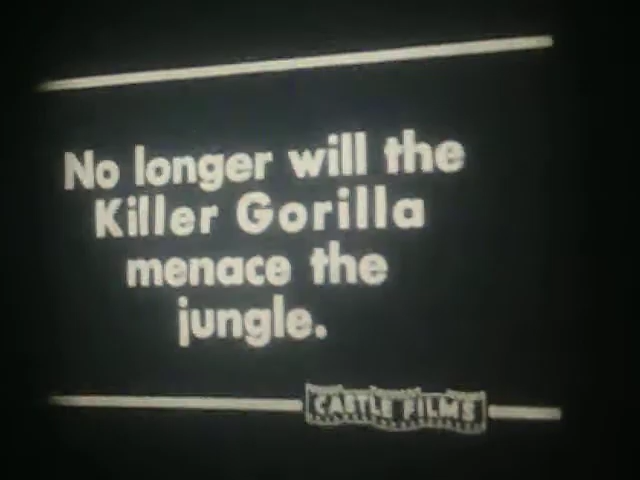 No longer will the
Killer Gorilla
menace the
jungle.
CASTLE FILMS